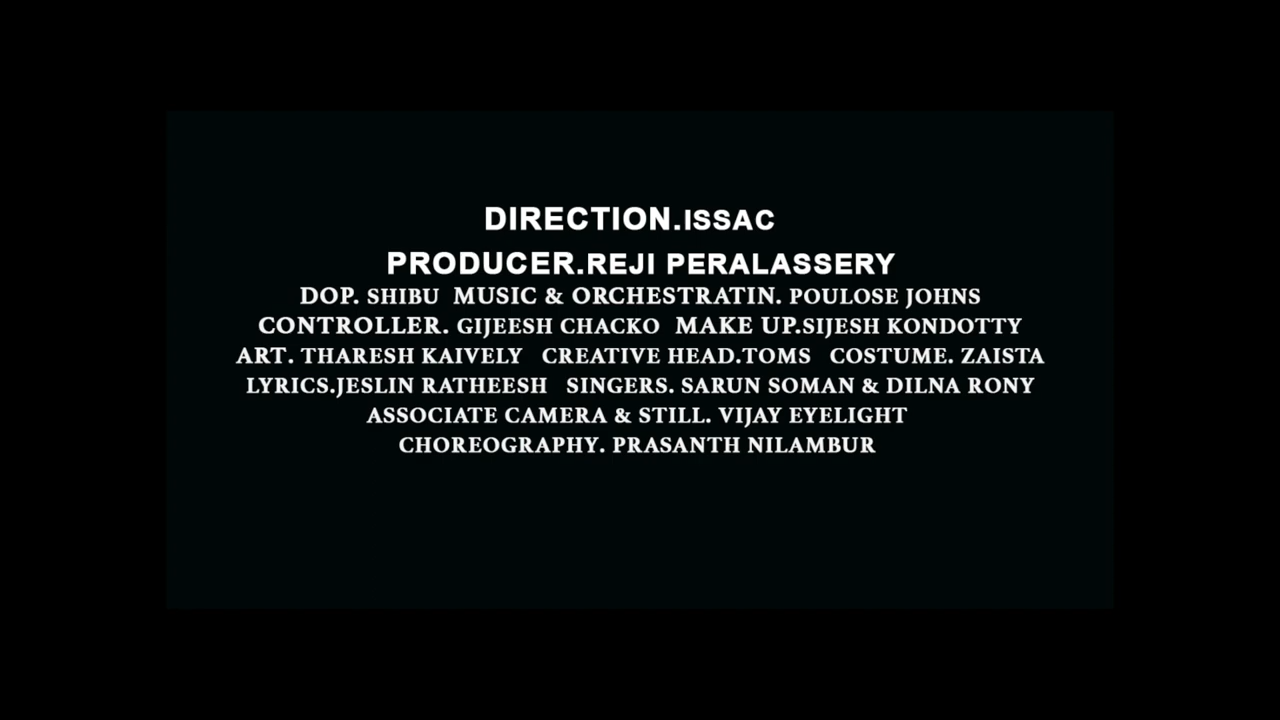 DIRECTION.ISSAC
PRODUCER.REJI PERALASSERY
DOP. SHIBU MUSIC & ORCHESTRATIN. POULOSE JOHNS
CONTROLLER. GIJEESH CHACKO MAKE UP.SIJESH KONDOTTY
ART. THARESH KAIVELY CREATIVE HEAD.TOMS COSTUME. ZAISTA
LYRICS.JESLIN RATHEESH SINGERS. SARUN SOMAN & DILNA RONY
ASSOCIATE CAMERA & STILL. VIJAY EYELIGHT
CHOREOGRAPHY. PRASANTH NILAMBUR